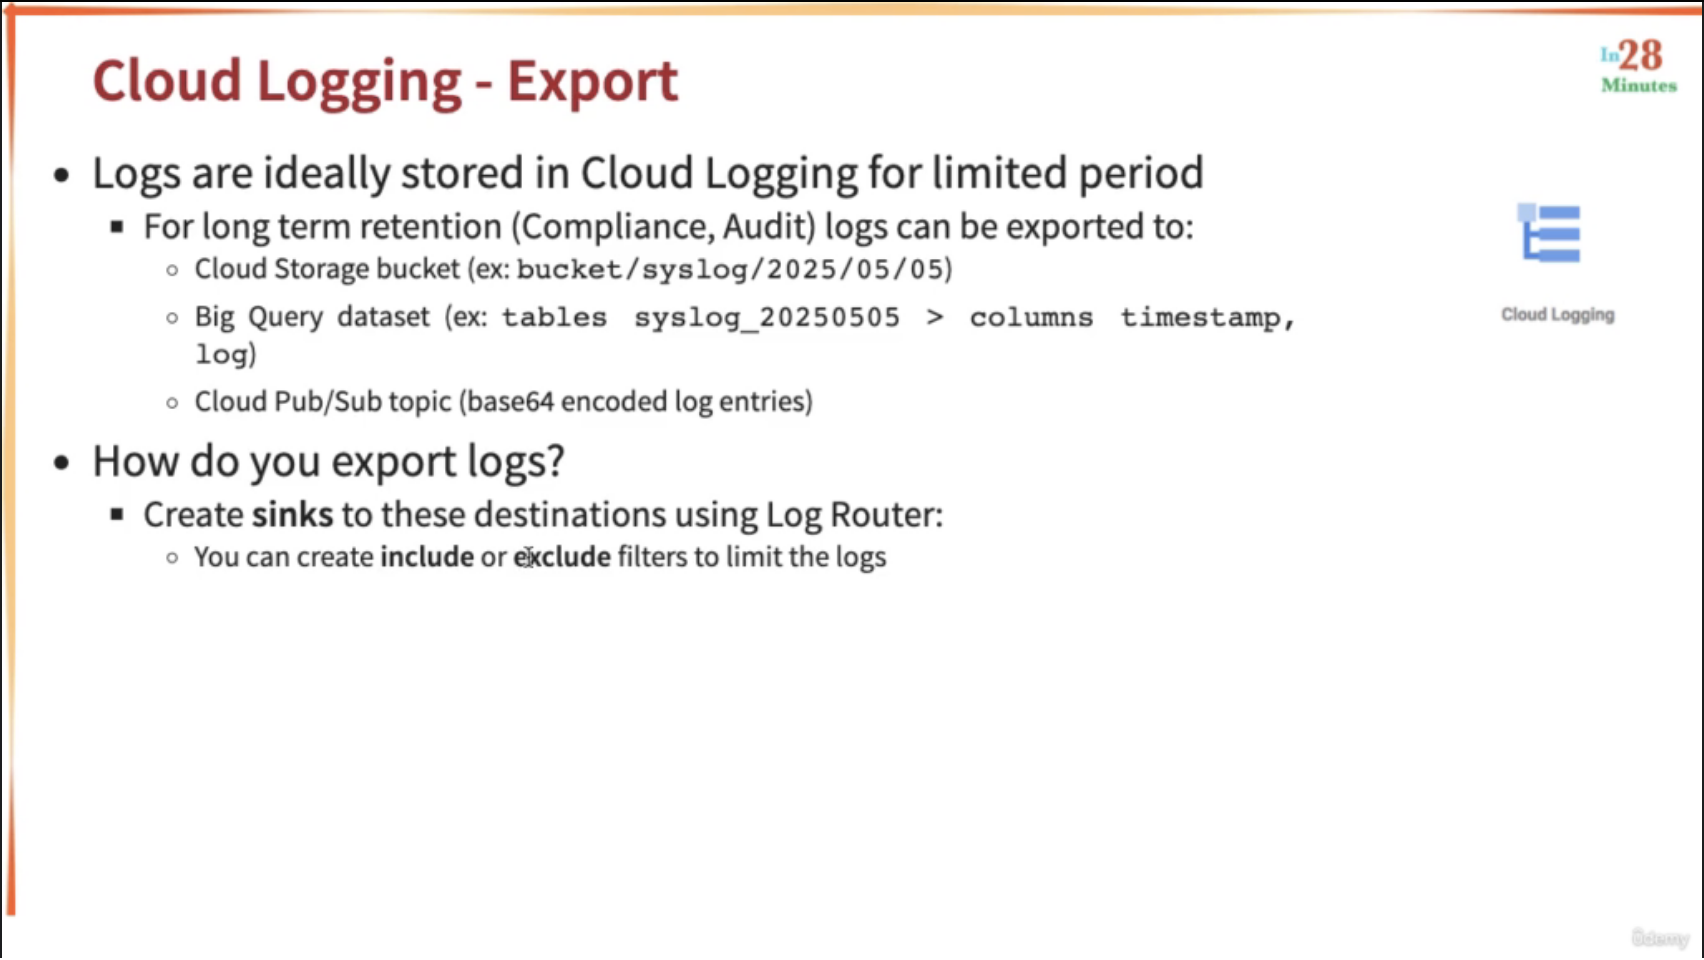 Cloud Logging - Export
In28
Minutes
• Logs are ideally stored in Cloud Logging for limited period
▪ For long term retention (Compliance, Audit) logs can be exported to:
○ Cloud Storage bucket (ex: bucket/syslog/2025/05/05)
○ Big Query dataset (ex: tables syslog_20250505 > columns timestamp,
log)
○ Cloud Pub/Sub topic (base64 encoded log entries)
Cloud Logging
• How do you export logs?
▪ Create sinks to these destinations using Log Router:
○ You can create include or exclude filters to limit the logs
ûdemy